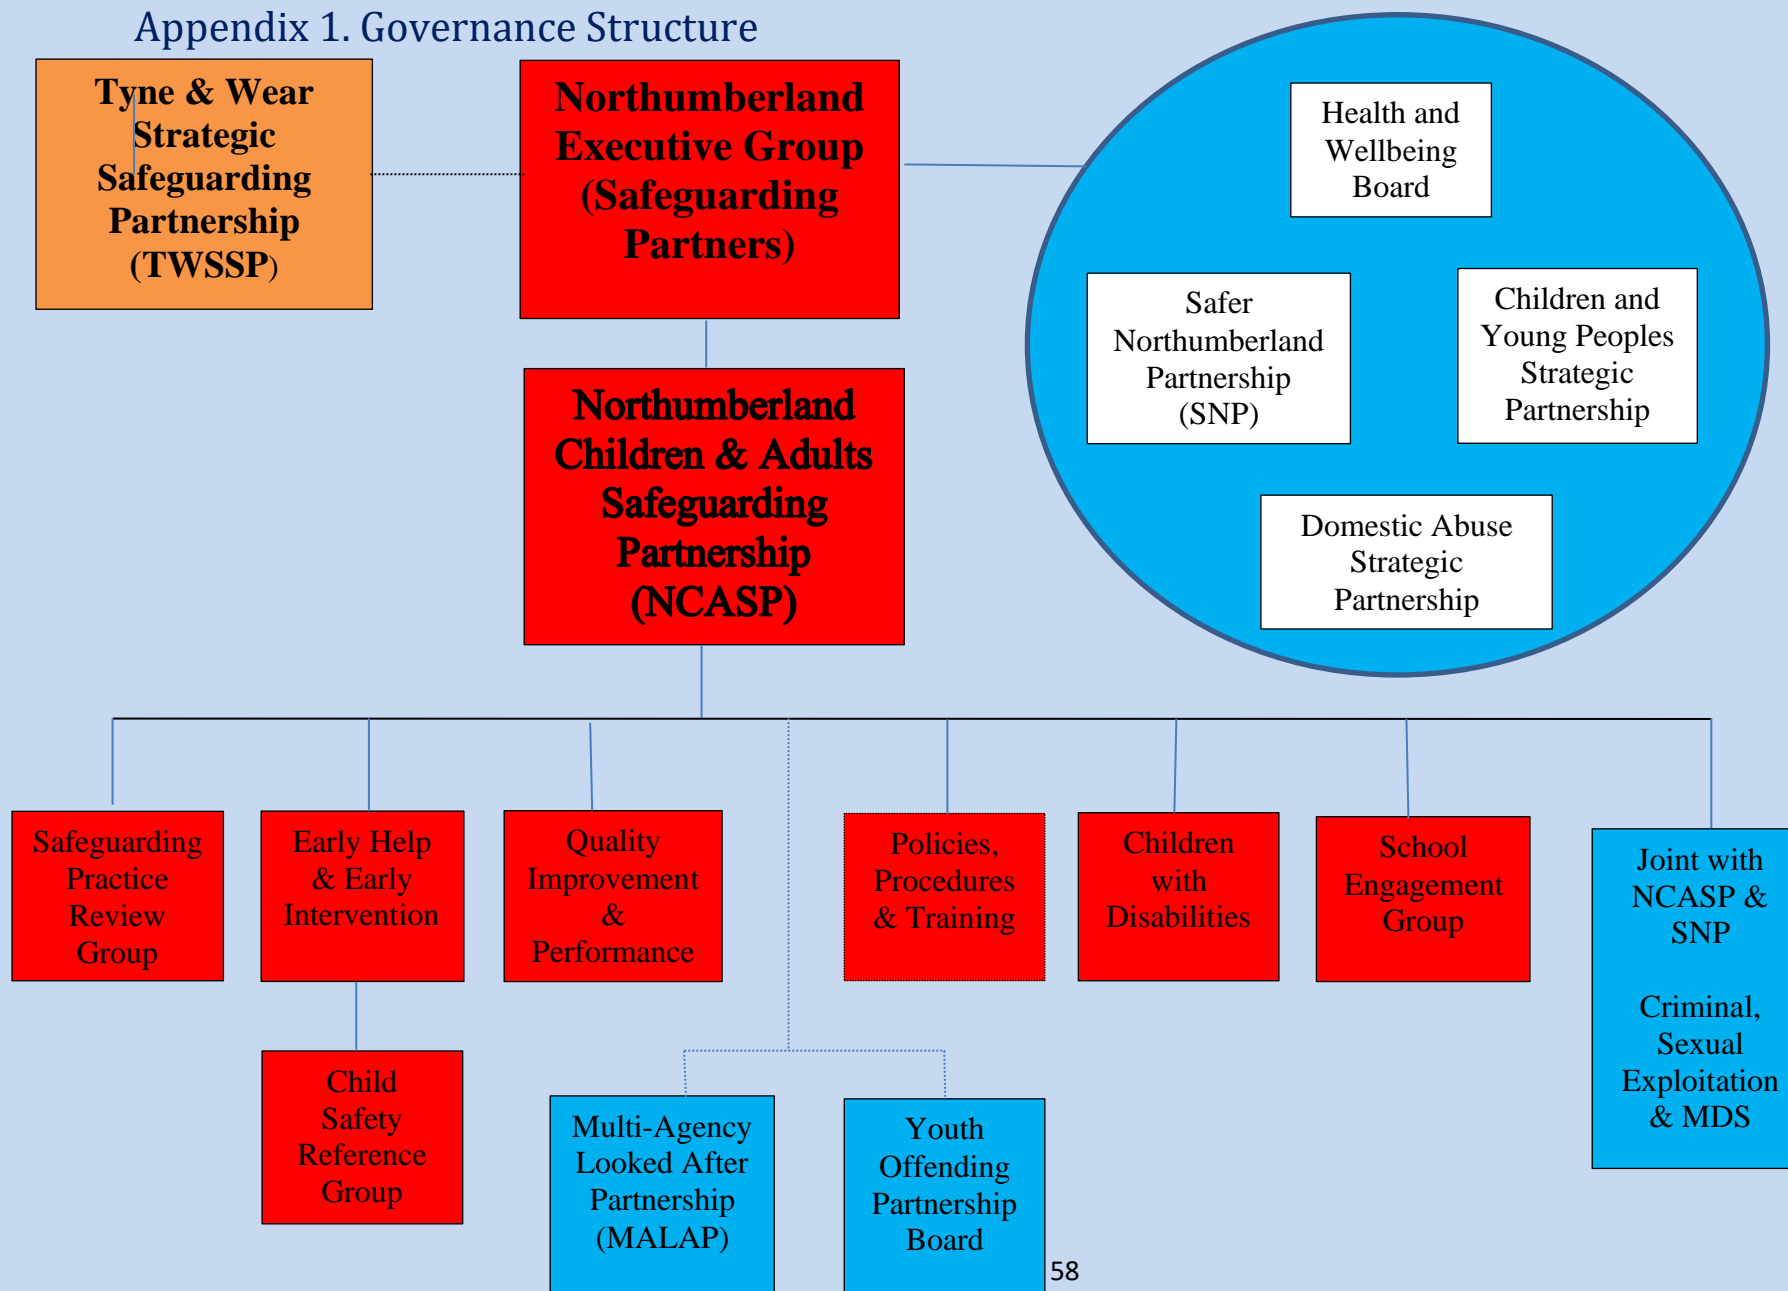 Appendix 1. Governance Structure
Tyne & Wear
Strategic
Safeguarding
Partnership
(TWSSP)
Northumberland
Executive Group
(Safeguarding
Partners)
Health and
Wellbeing
Board
Safer
Northumberland
Partnership
(SNP)
Children and
Young Peoples
Strategic
Partnership
Domestic Abuse
Strategic
Partnership
Northumberland
Children & Adults
Safeguarding
Partnership
(NCASP)
Safeguarding
Practice
Review
Group
Early Help
& Early
Intervention
Quality
Improvement
&
Performance
Policies,
Procedures
& Training
Children
with
Disabilities
School
Engagement
Group
Joint with
NCASP &
SNP
Criminal,
Sexual
Exploitation
& MDS
Child
Safety
Reference
Group
Multi-Agency
Looked After
Partnership
(MALAP)
Youth
Offending
Partnership
Board
58